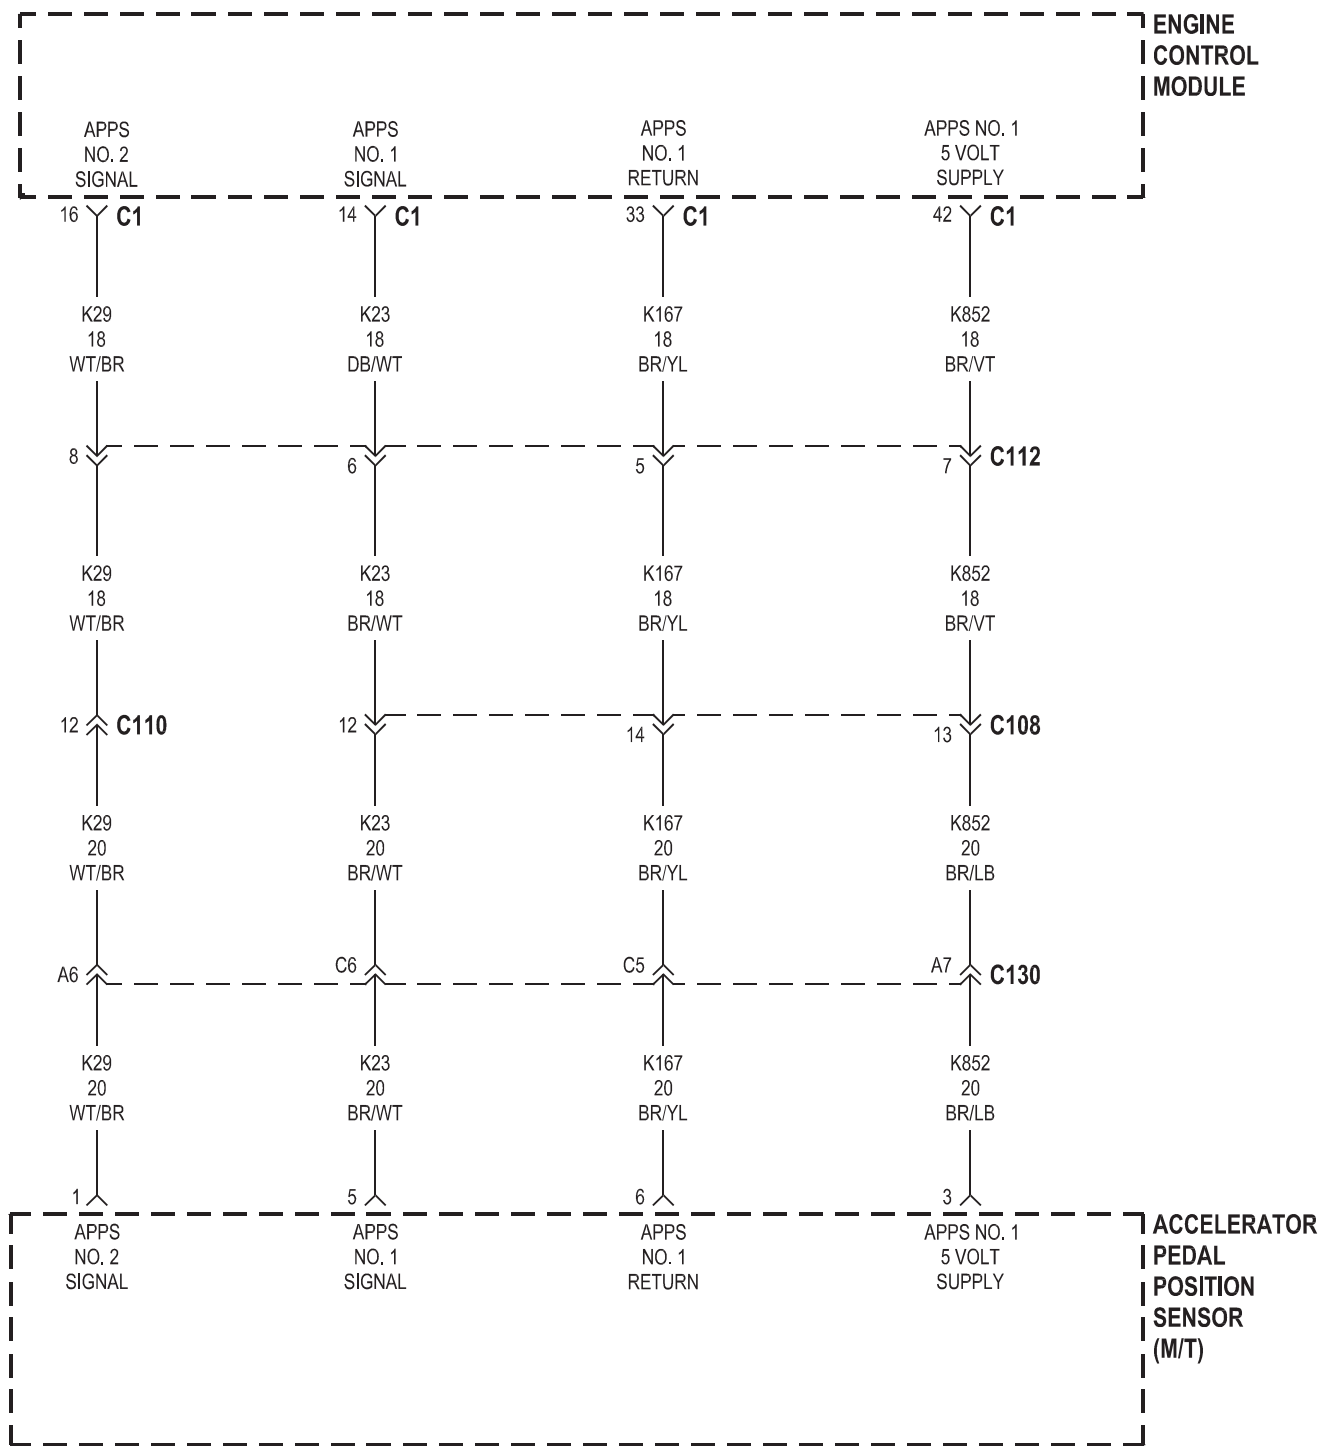 ENGINE
CONTROL
MODULE
APPS
NO. 2
SIGNAL
APPS
NO. 1
SIGNAL
APPS
NO. 1
RETURN
APPS NO. 1
5 VOLT
SUPPLY
16 C1
14 C1
33 C1
42 C1
K29
18
WT/BR
K23
18
DB/WT
K167
18
BR/YL
K852
18
BR/VT
8
6
5
7
C112
K29
18
WT/BR
K23
18
BR/WT
K167
18
BR/YL
K852
18
BR/VT
12 C110
12
14
13
C108
K29
20
WT/BR
K23
20
BR/WT
K167
20
BR/YL
K852
20
BR/LB
A6
C6
C5
A7
C130
K29
20
WT/BR
K23
20
BR/WT
K167
20
BR/YL
K852
20
BR/LB
1
5
6
3
APPS
NO. 2
SIGNAL
APPS
NO. 1
SIGNAL
APPS
NO. 1
RETURN
APPS NO. 1
5 VOLT
SUPPLY
ACCELERATOR
PEDAL
POSITION
SENSOR
(M/T)